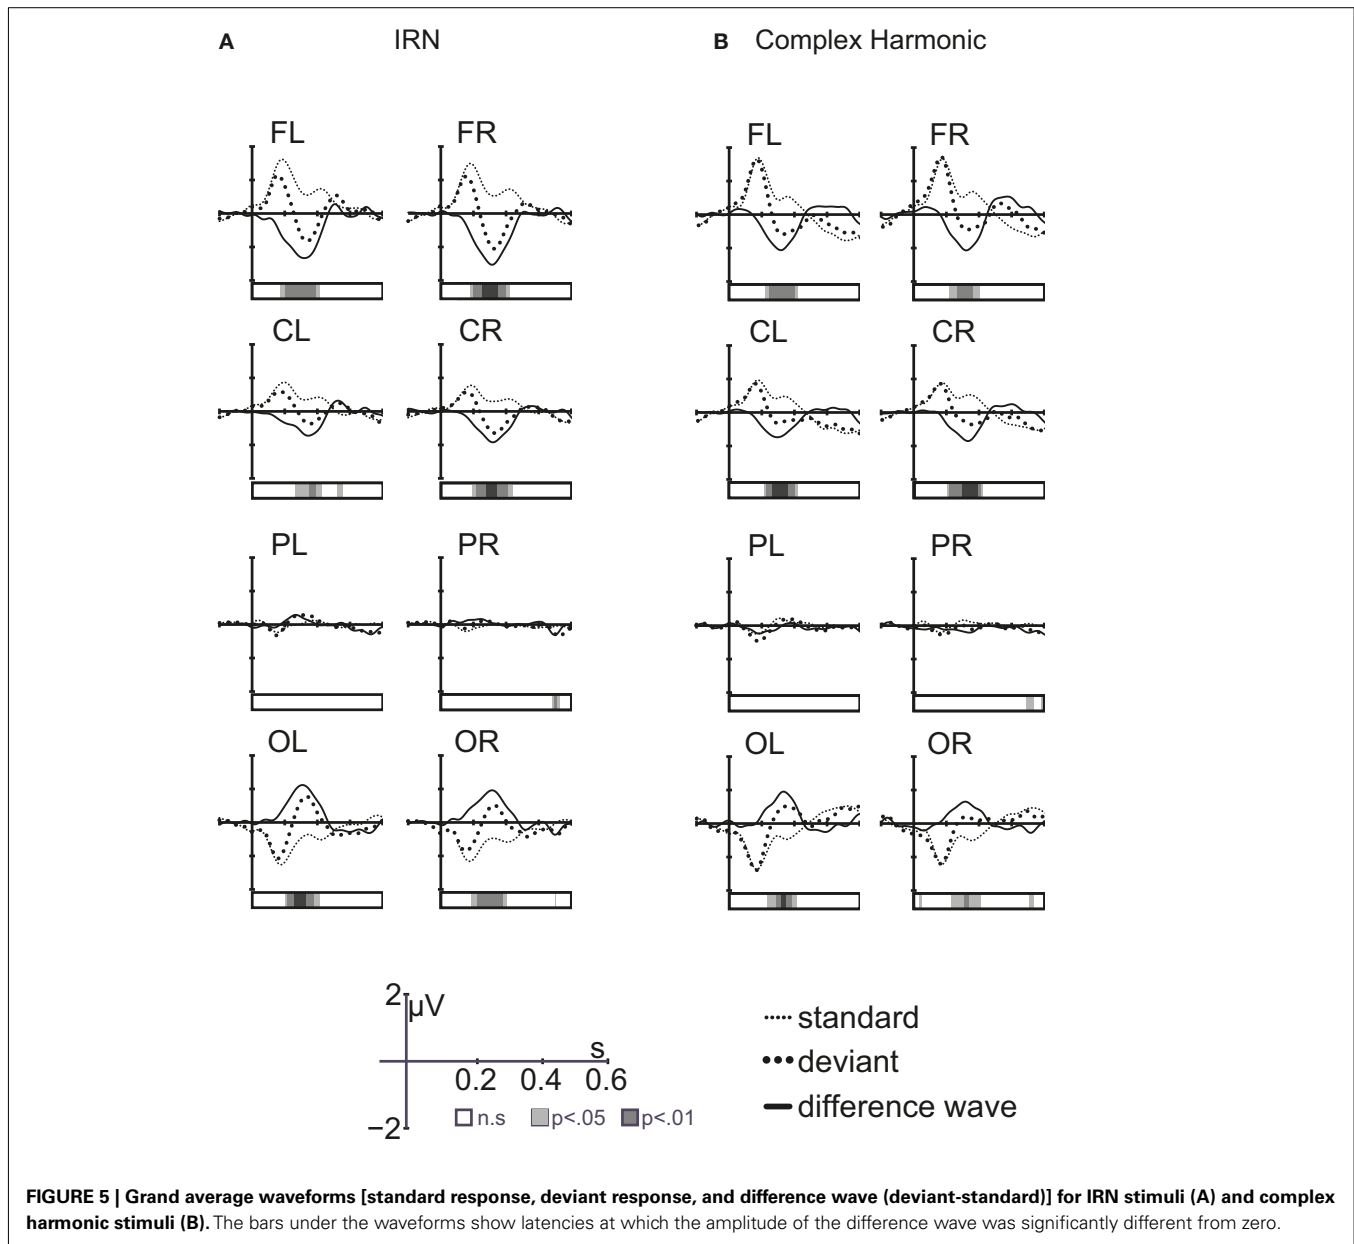 A IRN B Complex Harmonic
FL FR FL FR
CL CR CL CR
PL PR PL PR
OL OR OL OR
2 μV
s
0.2 0.4 0.6
n.s p<.05 p<.01
−2
standard
deviant
difference wave
FIGURE 5 | Grand average waveforms [standard response, deviant response, and difference wave (deviant-standard)] for IRN stimuli (A) and complex
harmonic stimuli (B). The bars under the waveforms show latencies at which the amplitude of the difference wave was significantly different from zero.